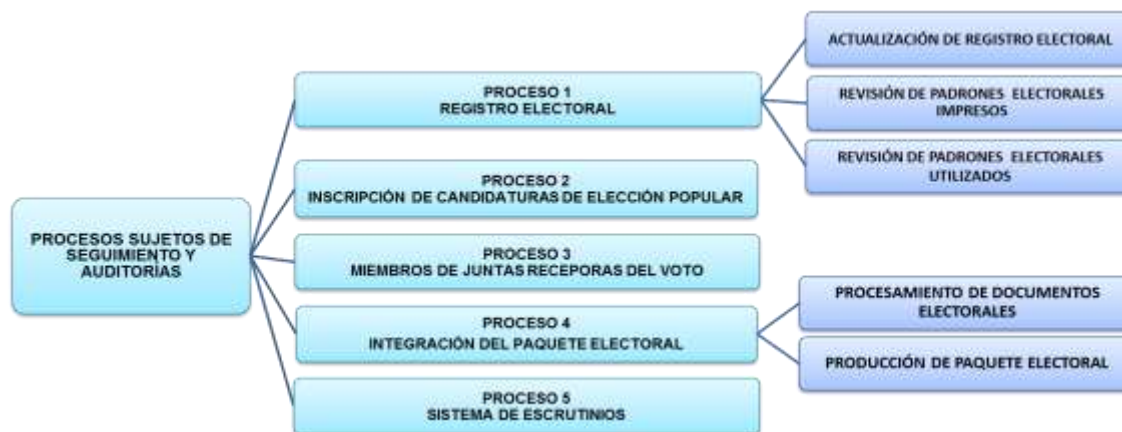 PROCESOS SUJETOS DE
SEGUIMIENTO Y
AUDITORÍAS
PROCESO 1
REGISTRO ELECTORAL
ACTUALIZACIÓN DE REGISTRO ELECTORAL
REVISIÓN DE PADRONES ELECTORALES
IMPRESOS
REVISIÓN DE PADRONES ELECTORALES
UTILIZADOS
PROCESO 2
INSCRIPCIÓN DE CANDIDATURAS DE ELECCIÓN POPULAR
PROCESO 3
MIEMBROS DE JUNTAS RECEPORAS DEL VOTO
PROCESO 4
INTEGRACIÓN DEL PAQUETE ELECTORAL
PROCESAMIENTO DE DOCUMENTOS
ELECTORALES
PRODUCCIÓN DE PAQUETE ELECTORAL
PROCESO 5
SISTEMA DE ESCRUTINIOS